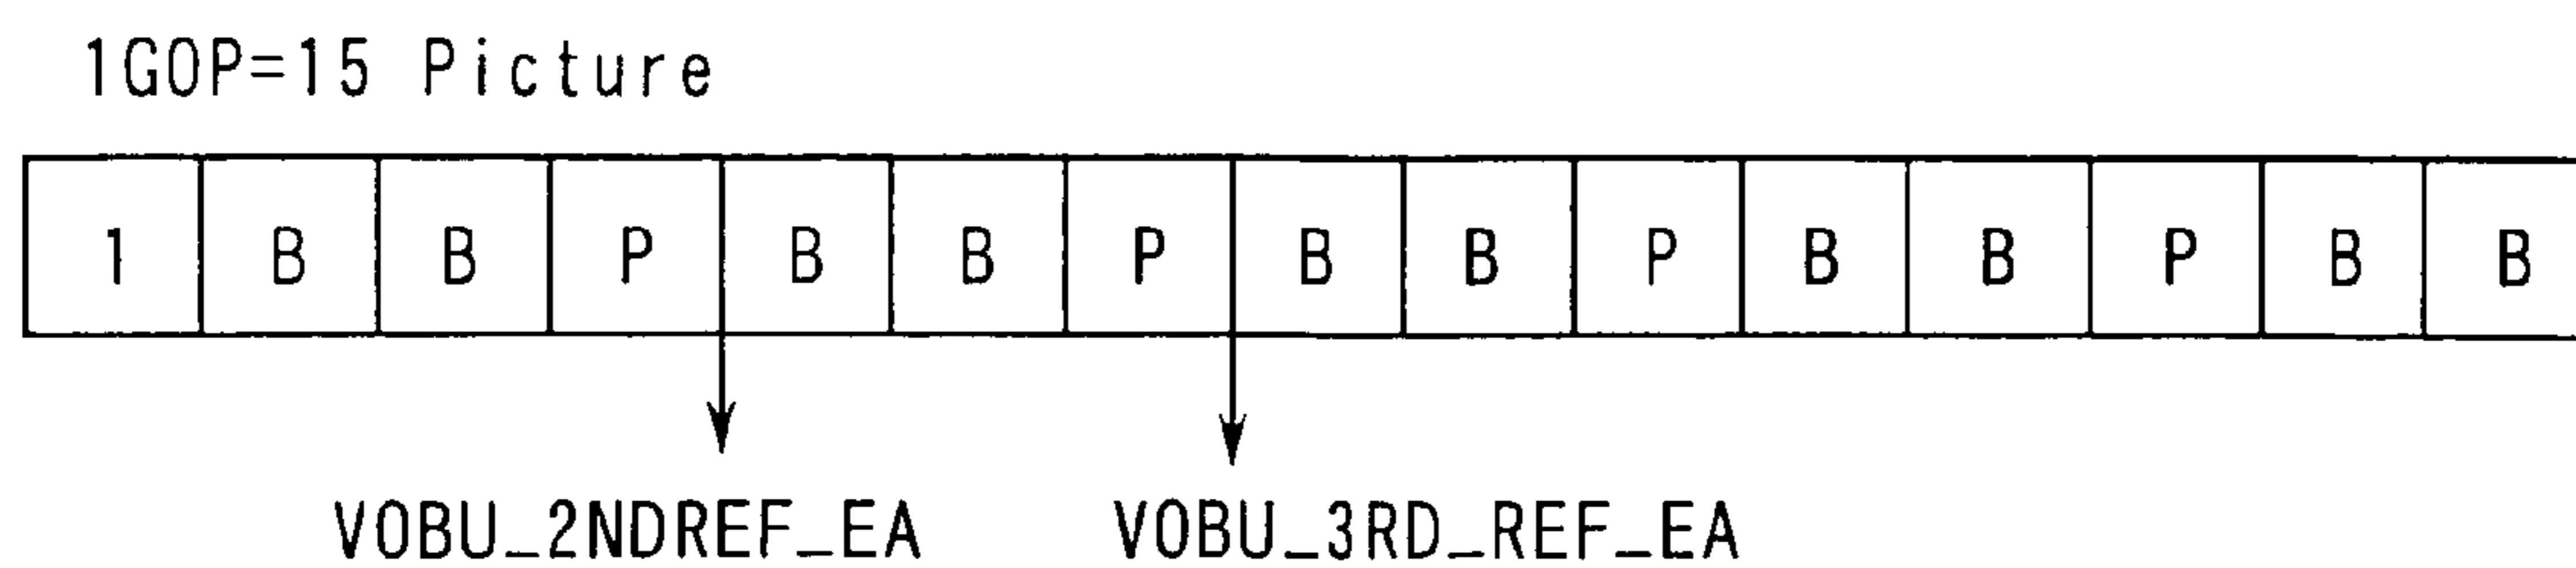 1GOP=15 Picture
1 B B P B B P B B P B B P B B
VOBU_2NDREF_EA VOBU_3RD_REF_EA